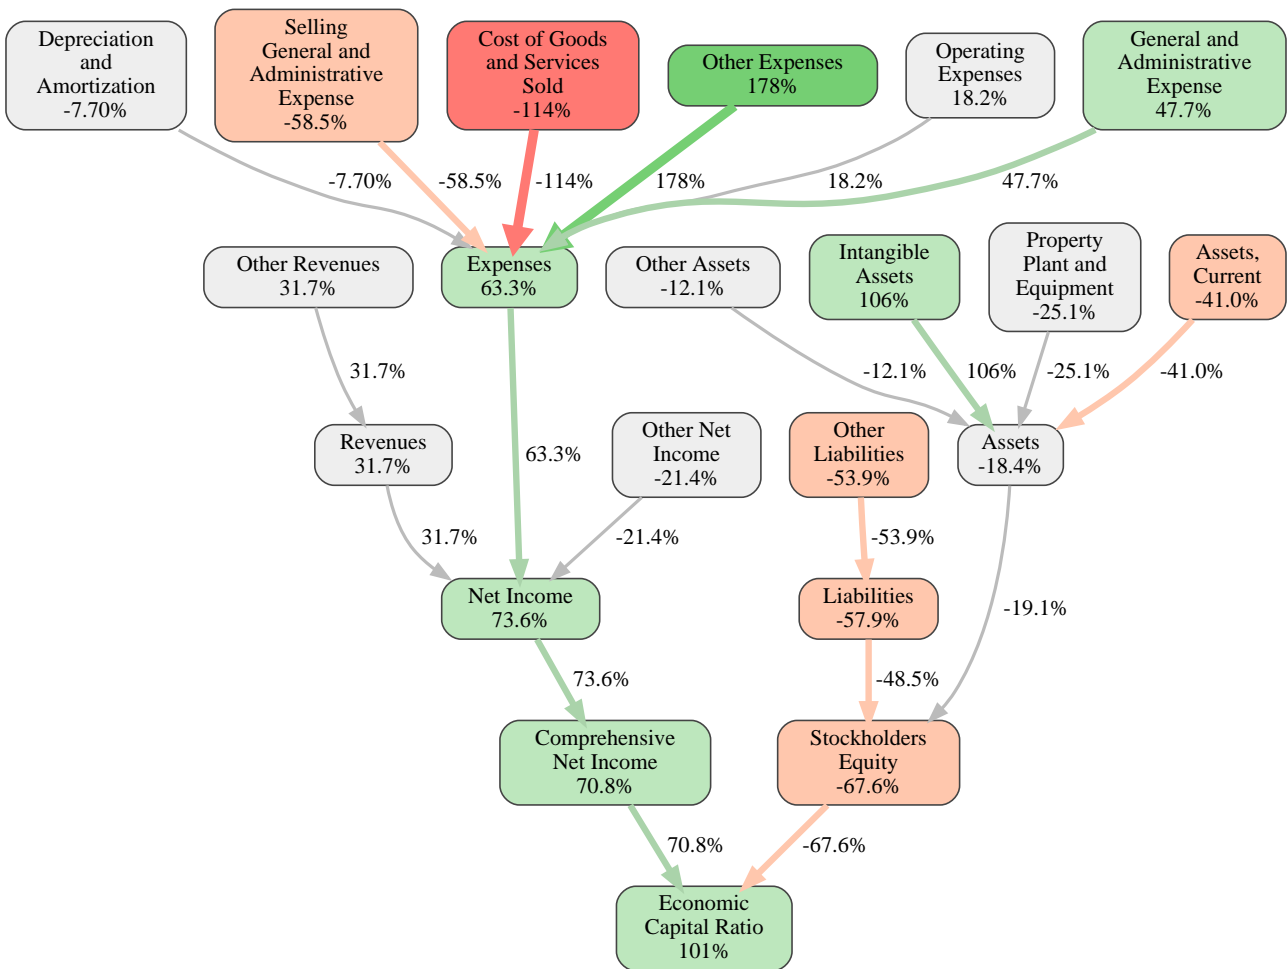 Depreciation
and
Amortization
-7.70%
Selling
General and
Administrative
Expense
-58.5%
Cost of Goods
and Services
Sold
-114%
Other Expenses
178%
Operating
Expenses
18.2%
General and
Administrative
Expense
47.7%
-7.70%
-58.5%
-114%
178%
18.2%
47.7%
Other Revenues
31.7%
Expenses
63.3%
Other Assets
-12.1%
Intangible
Assets
106%
Property
Plant and
Equipment
-25.1%
Assets,
Current
-41.0%
31.7%
-12.1%
106%
-25.1%
-41.0%
Revenues
31.7%
63.3%
Other Net
Income
-21.4%
Other
Liabilities
-53.9%
Assets
-18.4%
31.7%
-21.4%
-53.9%
Net Income
73.6%
Liabilities
-57.9%
-19.1%
73.6%
-48.5%
Comprehensive
Net Income
70.8%
Stockholders
Equity
-67.6%
70.8%
-67.6%
Economic
Capital Ratio
101%